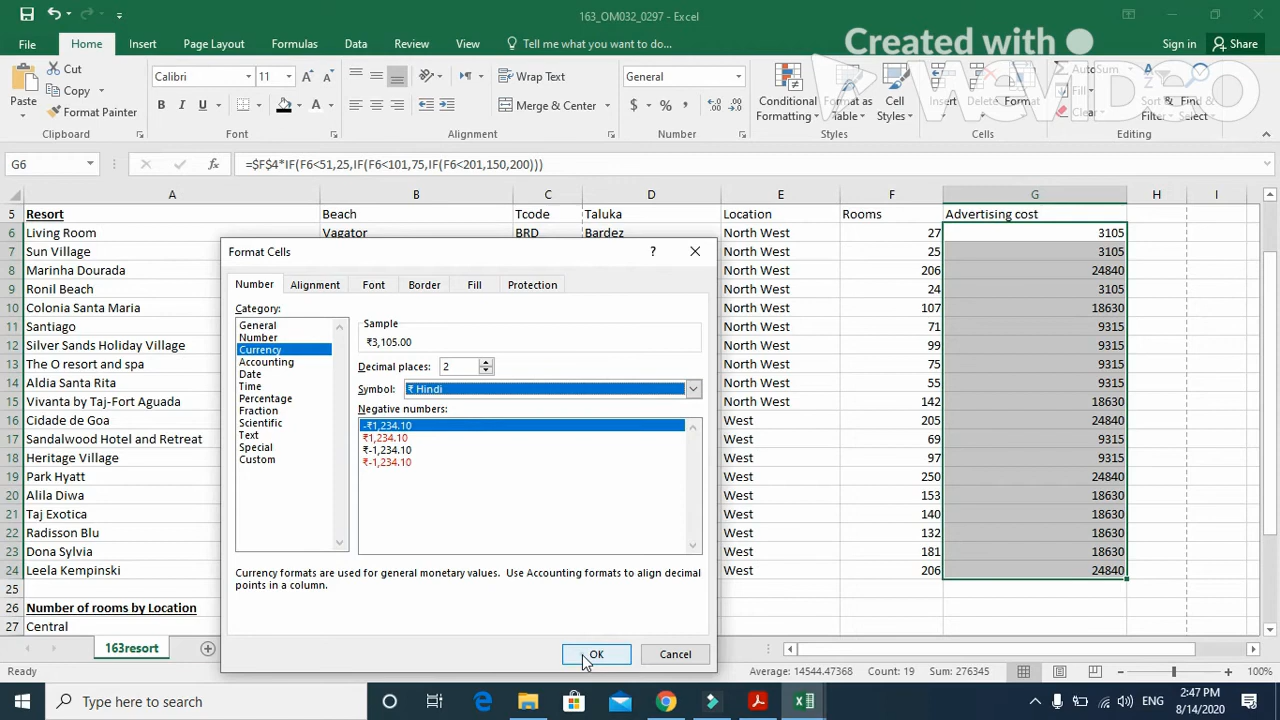 163_OM032_0297 - Excel
Created with
WeVideo
File Home Insert Page Layout Formulas Data Review View Tell me what you want to do... Sign in Share
Paste
Cut
Copy
Format Painter
Clipboard
Calibri 11
B I U
Font
Wrap Text
Merge & Center
Alignment
General
$ % ,
Number
Conditional Formatting
Format as Table
Cell Styles
Styles
Insert Delete Format
Cells
AutoSum
Fill
Clear
Sort & Filter
Find & Select
Editing
G6 fx =$F$4*IF(F6<51,25,IF(F6<101,75,IF(F6<201,150,200)))
A B C D E F G H I
5 Resort Beach Tcode Taluka Location Rooms Advertising cost
6 Living Room Vagator BRD Bardez North West 27 3105
7 Sun Village North West 25 3105
8 Marinha Dourada North West 206 24840
9 Ronil Beach North West 24 3105
10 Colonia Santa Maria North West 107 18630
11 Santiago North West 71 9315
12 Silver Sands Holiday Village North West 99 9315
13 The O resort and spa North West 75 9315
14 Aldia Santa Rita North West 55 9315
15 Vivanta by Taj-Fort Aguada North West 142 18630
16 Cidade de Goa West 205 24840
17 Sandalwood Hotel and Retreat West 69 9315
18 Heritage Village West 97 9315
19 Park Hyatt West 250 24840
20 Alila Diwa West 153 18630
21 Taj Exotica West 140 18630
22 Radisson Blu West 132 18630
23 Dona Sylvia West 181 18630
24 Leela Kempinski West 206 24840
25
26 Number of rooms by Location
27 Central
Format Cells ?
Number Alignment Font Border Fill Protection
Category:
General
Number
Currency
Accounting
Date
Time
Percentage
Fraction
Scientific
Text
Special
Custom
Sample
₹3,105.00
Decimal places: 2
Symbol: ₹ Hindi
Negative numbers:
-₹1,234.10
₹1,234.10
₹-1,234.10
₹-1,234.10
Currency formats are used for general monetary values. Use Accounting formats to align decimal
points in a column.
OK Cancel
163resort
Ready Average: 14544.47368 Count: 19 Sum: 276345 100%
Type here to search
ENG
2:47 PM
8/14/2020